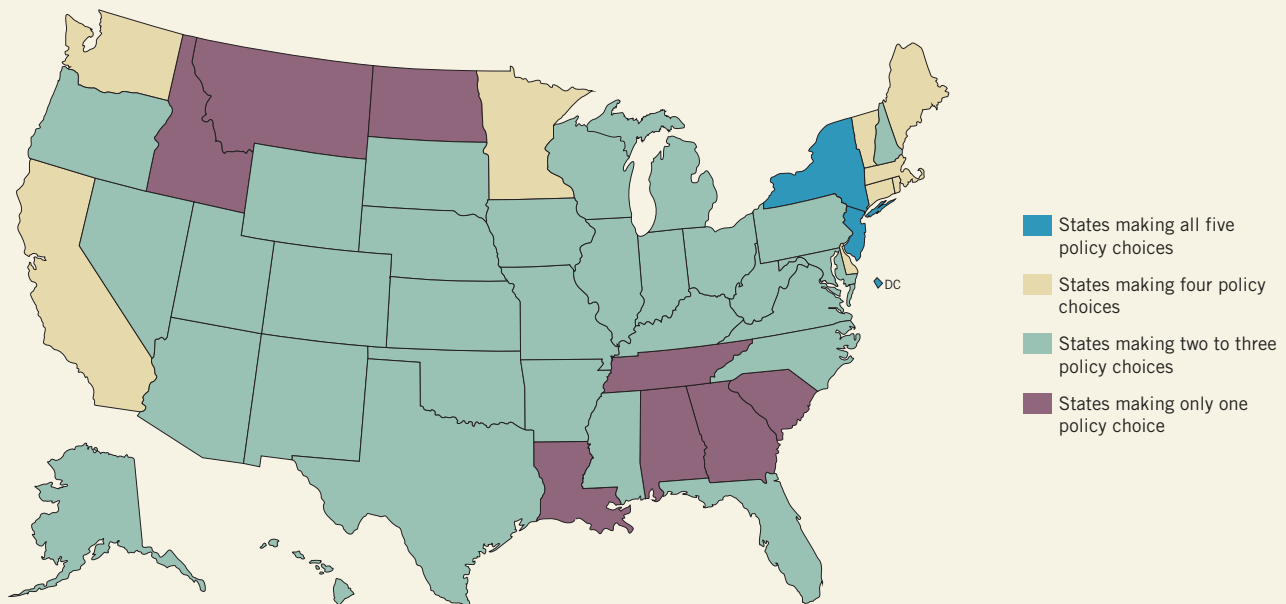 DC
States making all five
policy choices
States making four policy
choices
States making two to three
policy choices
States making only one
policy choice